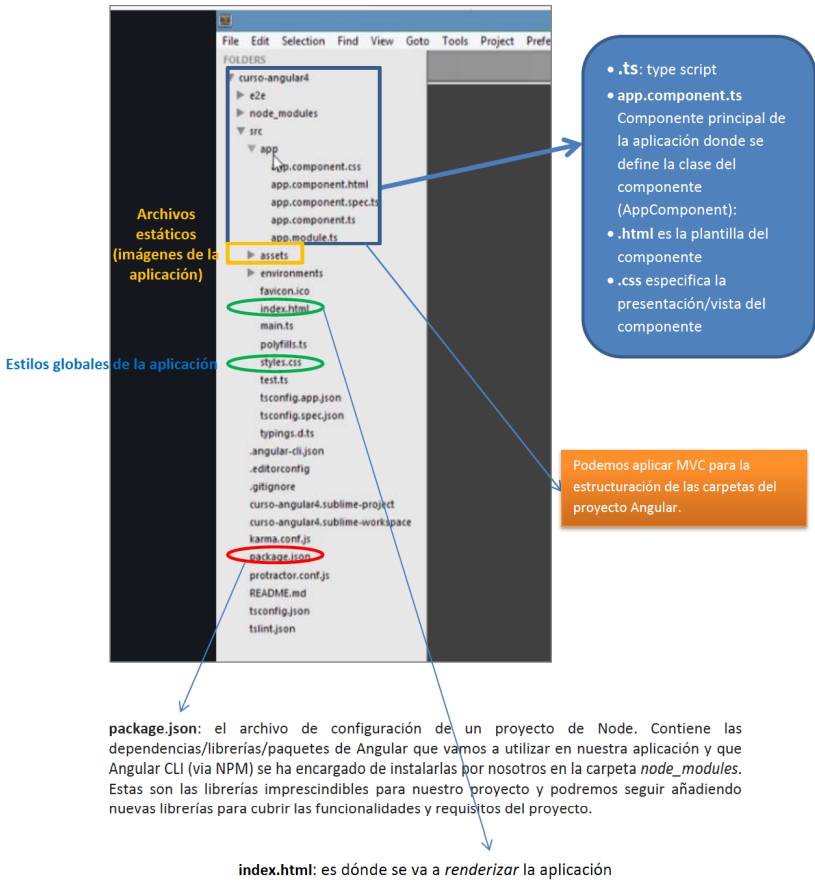 File Edit Selection Find View Goto Tools Project Prefe
FOLDERS
curso-angular4
e2e
node_modules
src
app
app.component.css
app.component.html
app.component.spec.ts
app.component.ts
app.module.ts
assets
environments
favicon.ico
index.html
main.ts
polyfills.ts
styles.css
test.ts
tsconfig.app.json
tsconfig.spec.json
typings.d.ts
.angular-cli.json
.editorconfig
.gitignore
curso-angular4.sublime-project
curso-angular4.sublime-workspace
karma.conf.js
package.json
protractor.conf.js
README.md
tsconfig.json
tslint.json
Archivos
estáticos
(imágenes de la
aplicación)
Estilos globales de la aplicación
• .ts: type script
• app.component.ts
Componente principal de
la aplicación donde se
define la clase del
componente
(AppComponent):
• .html es la plantilla del
componente
• .css especifica la
presentación/vista del
componente
Podemos aplicar MVC para la
estructuración de las carpetas del
proyecto Angular.
package.json: el archivo de configuración de un proyecto de Node. Contiene las
dependencias/librerías/paquetes de Angular que vamos a utilizar en nuestra aplicación y que
Angular CLI (via NPM) se ha encargado de instalarlas por nosotros en la carpeta node_modules.
Estas son las librerías imprescindibles para nuestro proyecto y podremos seguir añadiendo
nuevas librerías para cubrir las funcionalidades y requisitos del proyecto.
index.html: es dónde se va a renderizar la aplicación